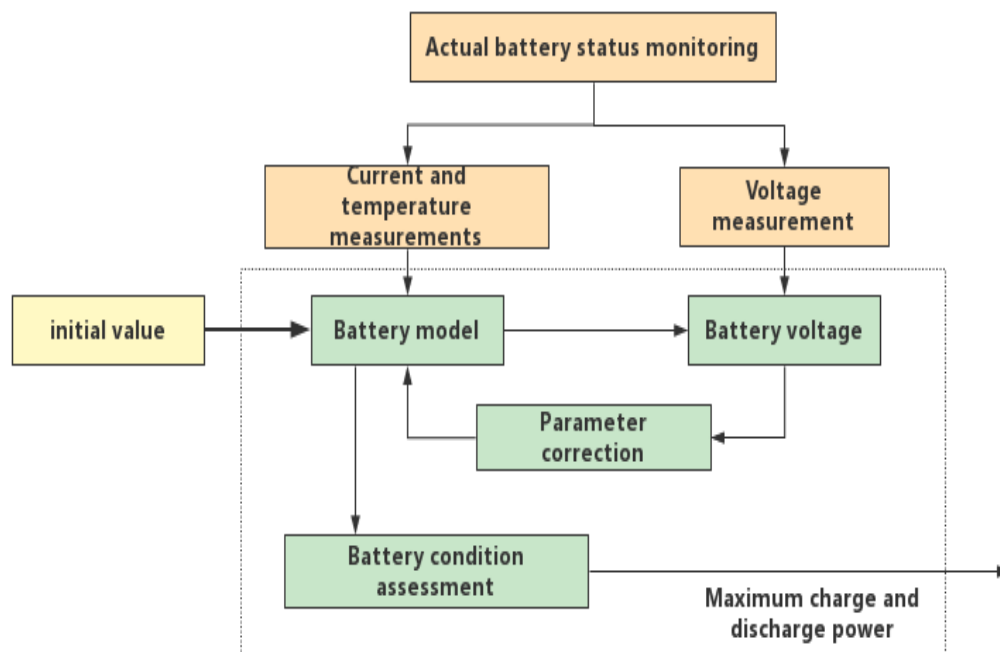 Actual battery status monitoring
Current and
temperature
measurements
Voltage
measurement
initial value
Battery model
Battery voltage
Parameter
correction
Battery condition
assessment
Maximum charge and
discharge power